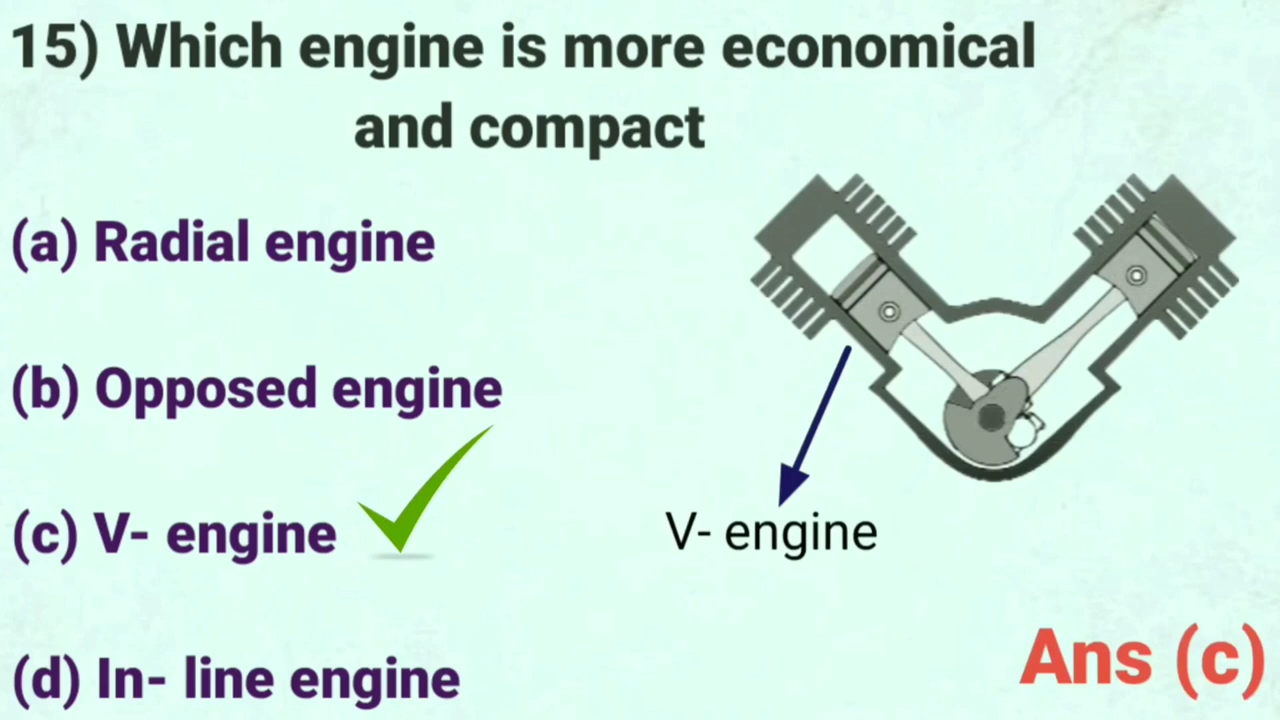 15) Which engine is more economical
and compact
(a) Radial engine
(b) Opposed engine
(c) V- engine
V- engine
(d) In- line engine
Ans (c)